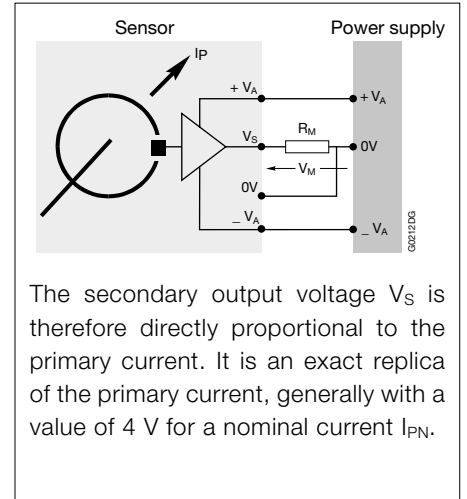 Sensor
Power supply
IP
+ VA
+ VA
VS
RM
0V
VM
0V
_ VA
_ VA
G0212DG
The secondary output voltage VS is
therefore directly proportional to the
primary current. It is an exact replica
of the primary current, generally with a
value of 4 V for a nominal current IPN.